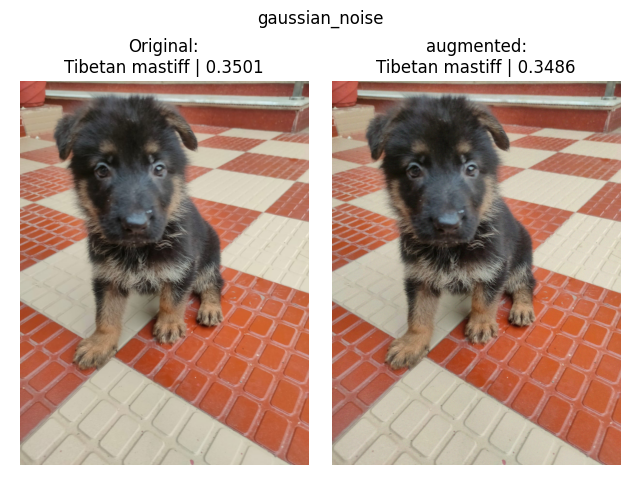 gaussian_noise
Original:
Tibetan mastiff | 0.3501
augmented:
Tibetan mastiff | 0.3486